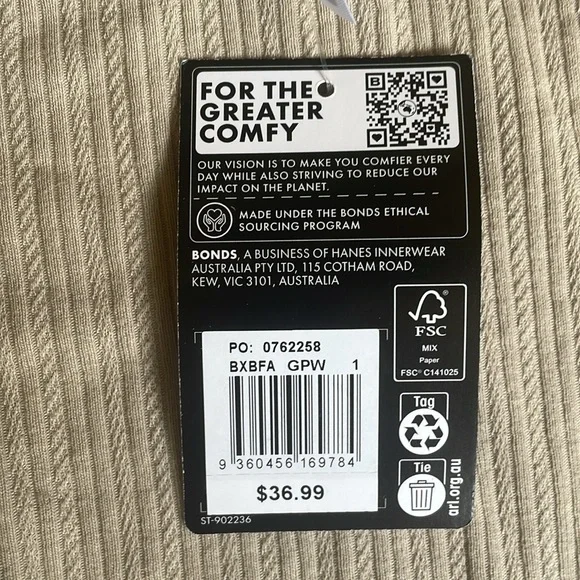 FOR THE
GREATER
COMFY
OUR VISION IS TO MAKE YOU COMFIER EVERY
DAY WHILE ALSO STRIVING TO REDUCE OUR
IMPACT ON THE PLANET.
MADE UNDER THE BONDS ETHICAL
SOURCING PROGRAM
BONDS, A BUSINESS OF HANES INNERWEAR
AUSTRALIA PTY LTD, 115 COTHAM ROAD,
KEW, VIC 3101, AUSTRALIA
FSC
MIX
Paper
FSC® C141025
PO: 0762258
BXBFA GPW 1
9 360456 169784
$36.99
Tag
Tie
arl.org.au
ST-902236